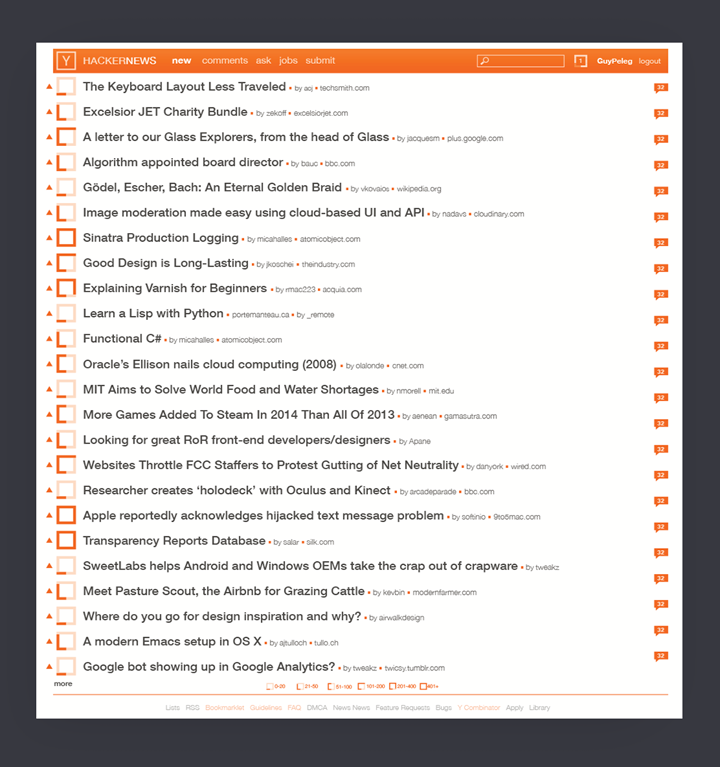 Y HACKERNEWS new comments ask jobs submit 1 GuyPeleg logout
The Keyboard Layout Less Traveled • by aoj • techsmith.com 32
Excelsior JET Charity Bundle • by zekoff • excelsiorjet.com 32
A letter to our Glass Explorers, from the head of Glass • by jacquesm • plus.google.com 32
Algorithm appointed board director • by bauc • bbc.com 32
Gödel, Escher, Bach: An Eternal Golden Braid • by vkovaios • wikipedia.org 32
Image moderation made easy using cloud-based UI and API • by nadavs • cloudinary.com 32
Sinatra Production Logging • by micahalles • atomicobject.com 32
Good Design is Long-Lasting • by jkoschei • theindustry.com 32
Explaining Varnish for Beginners • by rmac223 • acquia.com 32
Learn a Lisp with Python • portemanteau.ca • by _remote 32
Functional C# • by micahalles • atomicobject.com 32
Oracle's Ellison nails cloud computing (2008) • by olalonde • cnet.com 32
MIT Aims to Solve World Food and Water Shortages • by nmorell • mit.edu 32
More Games Added To Steam In 2014 Than All Of 2013 • by aenean • gamasutra.com 32
Looking for great RoR front-end developers/designers • by Apane 32
Websites Throttle FCC Staffers to Protest Gutting of Net Neutrality • by danyork • wired.com 32
Researcher creates ‘holodeck’ with Oculus and Kinect • by arcadeparade • bbc.com 32
Apple reportedly acknowledges hijacked text message problem • by softinio • 9to5mac.com 32
Transparency Reports Database • by salar • silk.com 32
SweetLabs helps Android and Windows OEMs take the crap out of crapware • by tweakz 32
Meet Pasture Scout, the Airbnb for Grazing Cattle • by kevbin • modernfarmer.com 32
Where do you go for design inspiration and why? • by airwalkdesign 32
A modern Emacs setup in OS X • by ajtulloch • tullo.ch 32
Google bot showing up in Google Analytics? • by tweakz • twicsy.tumblr.com
more 0-20 21-50 51-100 101-200 201-400 401+
Lists RSS Bookmarklet Guidelines FAQ DMCA News News Feature Requests Bugs Y Combinator Apply Library